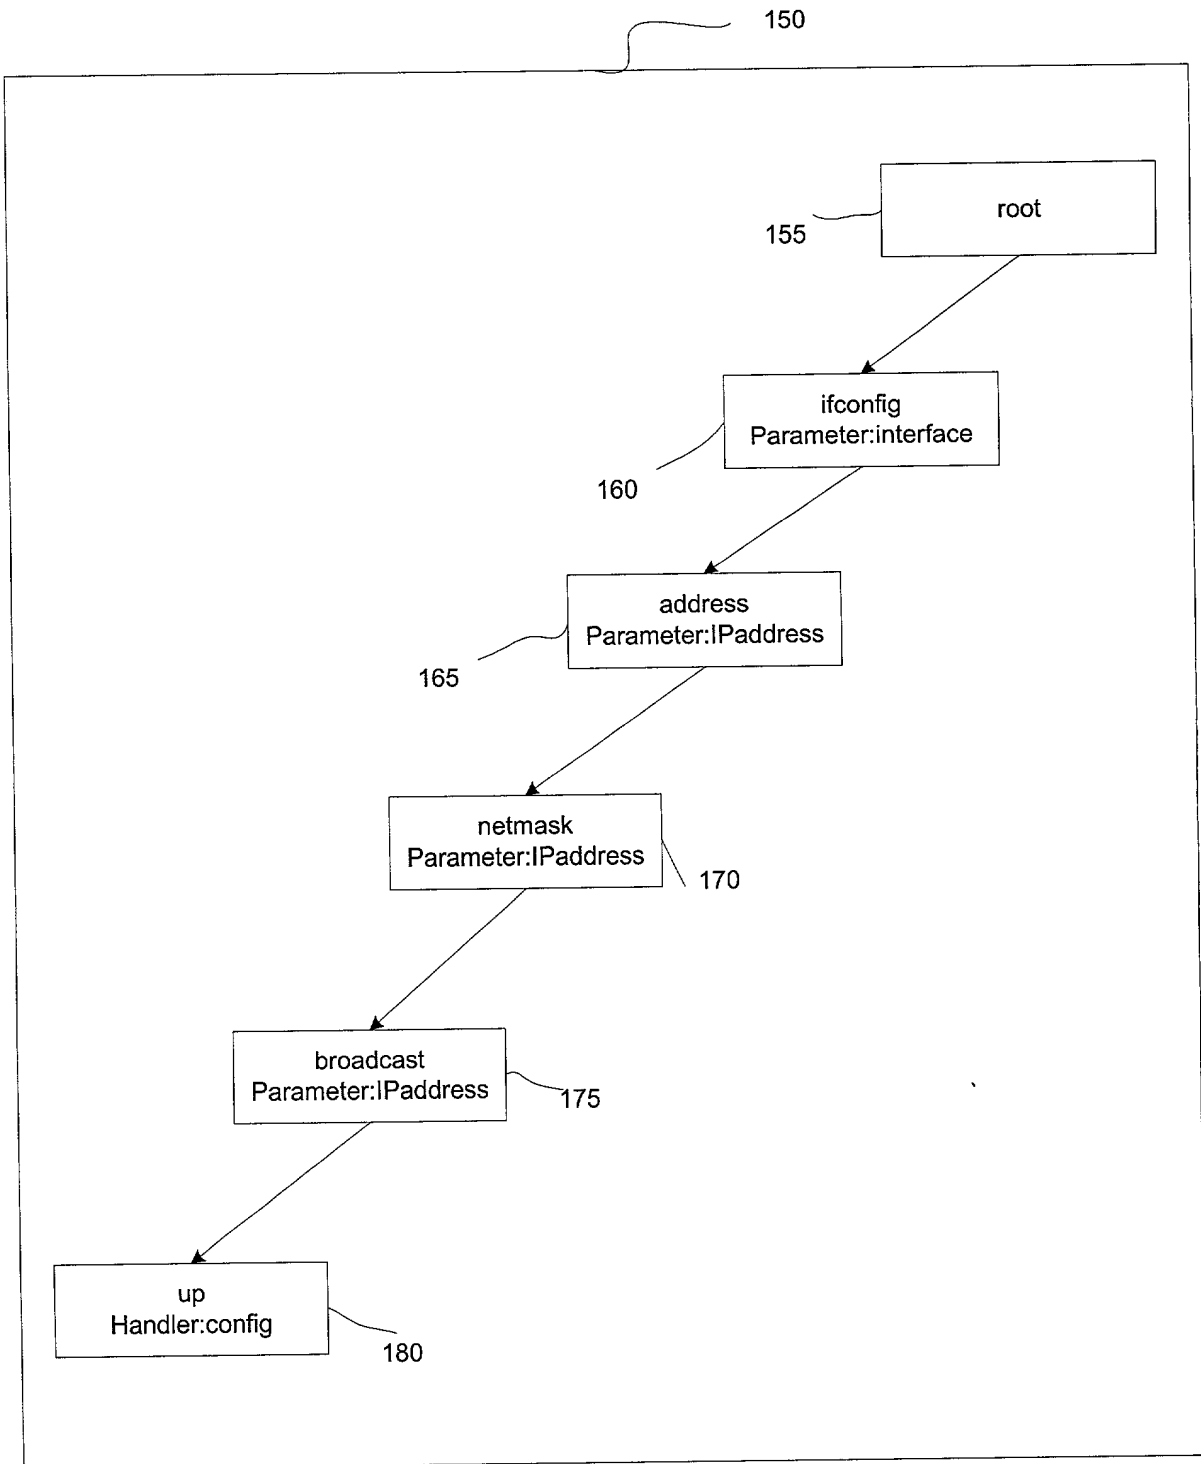 150
root
155
ifconfig
Parameter:interface
160
address
Parameter:IPaddress
165
netmask
Parameter:IPaddress
170
broadcast
Parameter:IPaddress
175
up
Handler:config
180